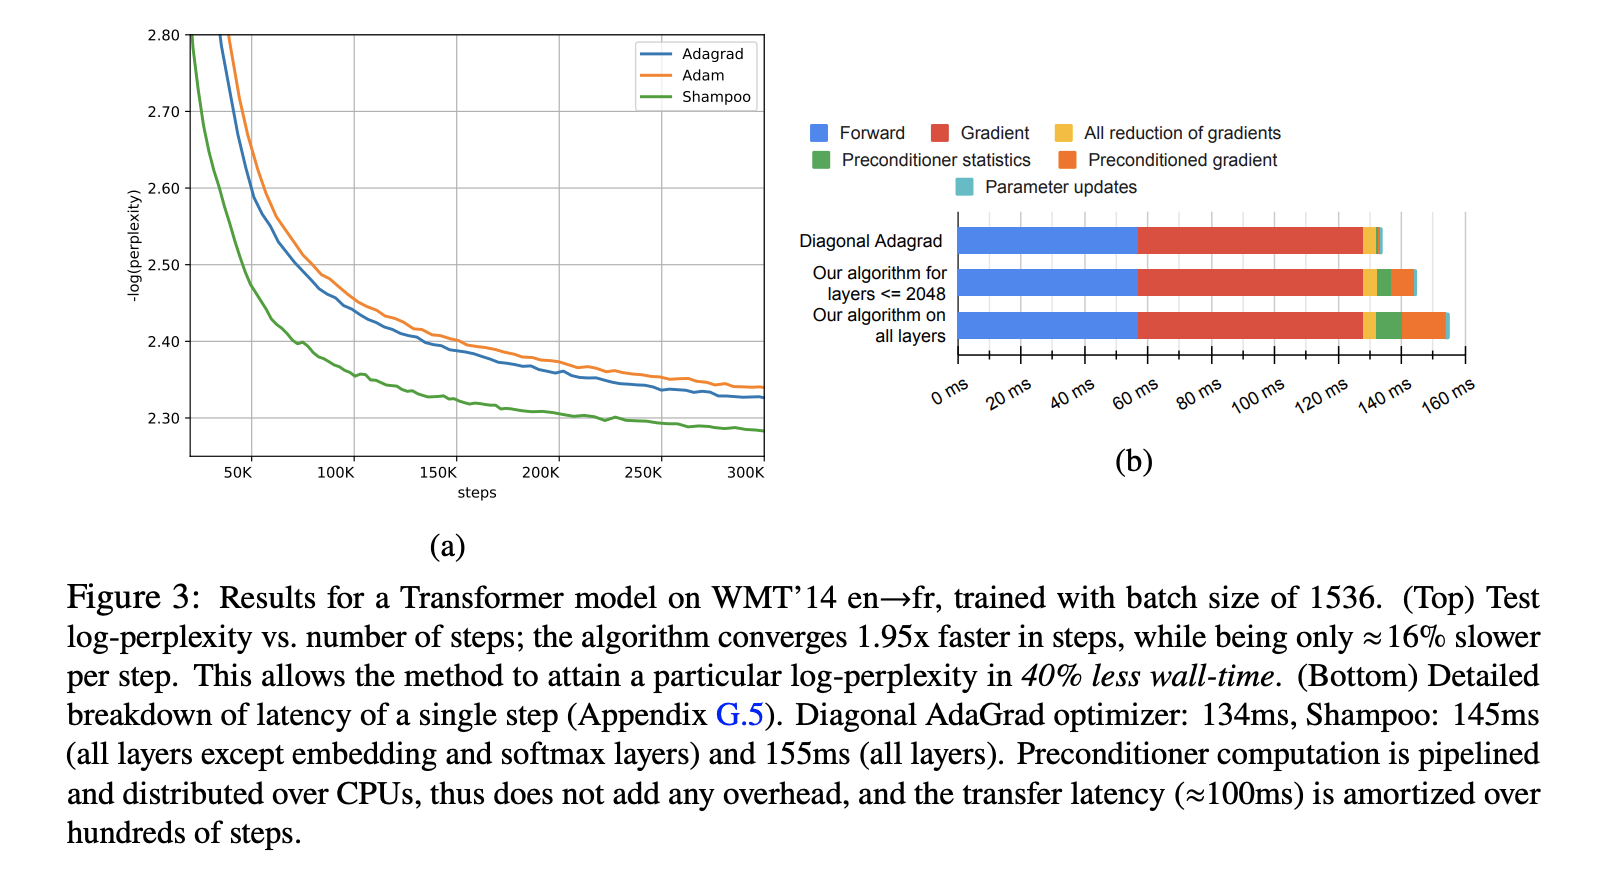 2.80
2.70
2.60
2.50
2.40
2.30
-log(perplexity)
Adagrad
Adam
Shampoo
50K 100K 150K 200K 250K 300K
steps
(a)
Forward Gradient All reduction of gradients
Preconditioner statistics Preconditioned gradient
Parameter updates
Diagonal Adagrad
Our algorithm for
layers <= 2048
Our algorithm on
all layers
0 ms 20 ms 40 ms 60 ms 80 ms 100 ms 120 ms 140 ms 160 ms
(b)
Figure 3: Results for a Transformer model on WMT’14 en→fr, trained with batch size of 1536. (Top) Test
log-perplexity vs. number of steps; the algorithm converges 1.95x faster in steps, while being only ≈16% slower
per step. This allows the method to attain a particular log-perplexity in 40% less wall-time. (Bottom) Detailed
breakdown of latency of a single step (Appendix G.5). Diagonal AdaGrad optimizer: 134ms, Shampoo: 145ms
(all layers except embedding and softmax layers) and 155ms (all layers). Preconditioner computation is pipelined
and distributed over CPUs, thus does not add any overhead, and the transfer latency (≈100ms) is amortized over
hundreds of steps.